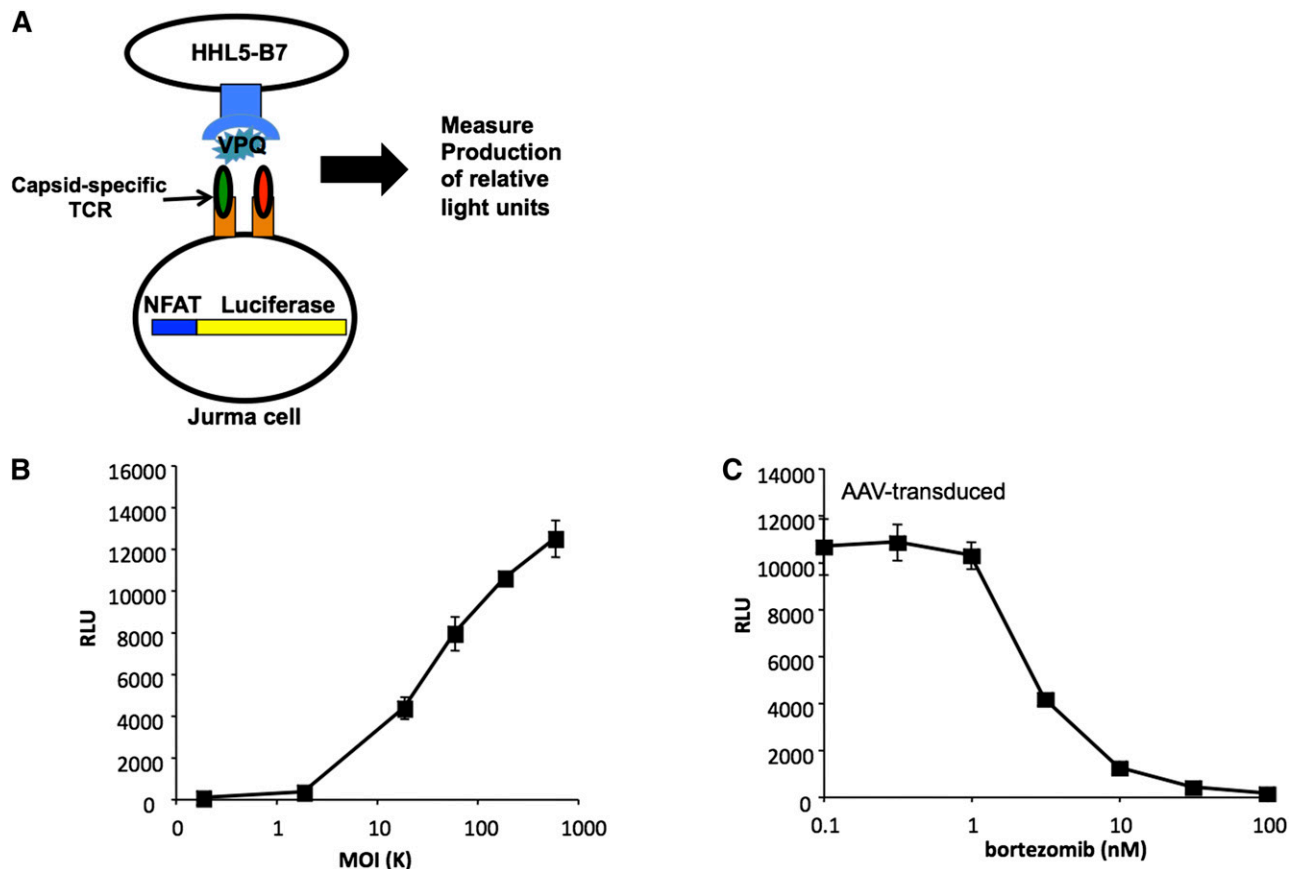 A
HHL5-B7
VPQ
Capsid-specific
TCR
Measure
Production
of relative
light units
NFAT Luciferase
Jurma cell
B
16000
14000
12000
10000
8000
6000
4000
2000
0
RLU
0 1 10 100 1000
MOI (K)
C
AAV-transduced
14000
12000
10000
8000
6000
4000
2000
0
RLU
0.1 1 10 100
bortezomib (nM)